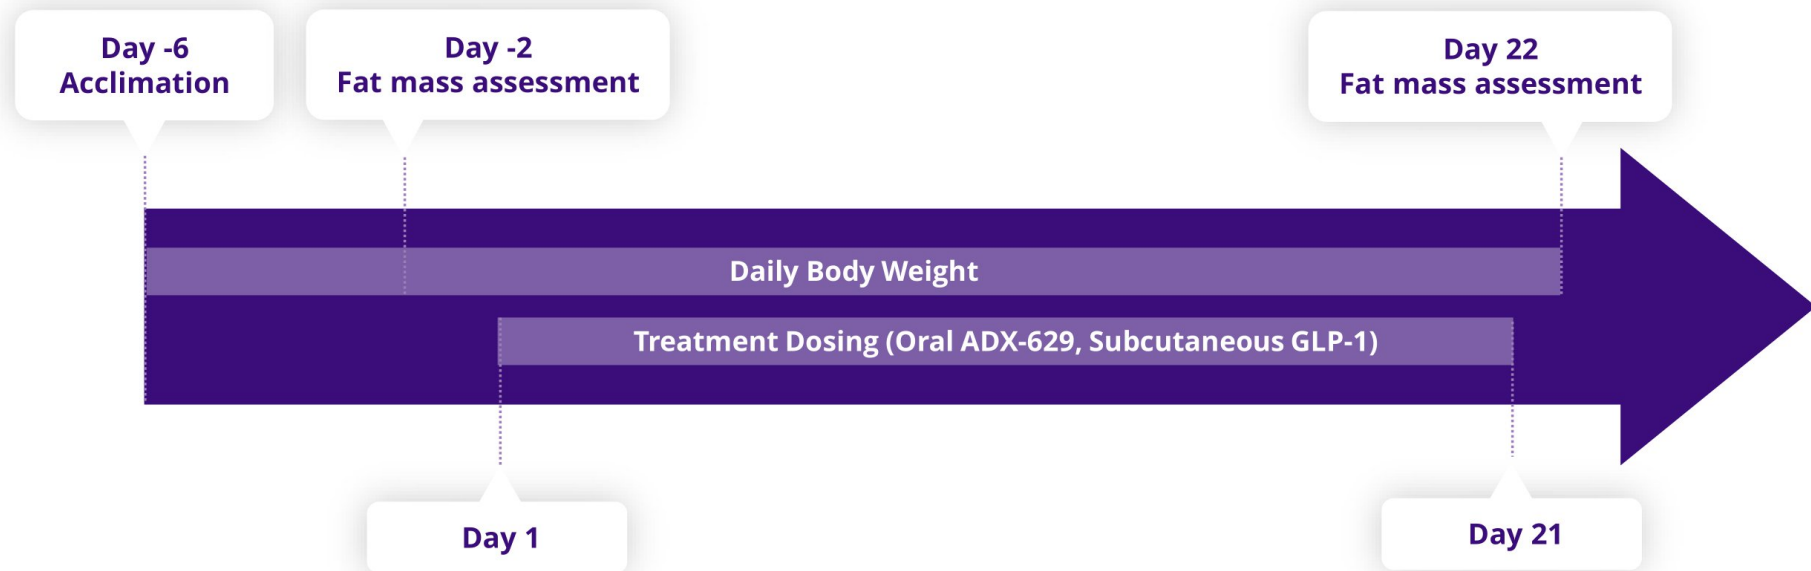 Day -6
Acclimation
Day -2
Fat mass assessment
Day 22
Fat mass assessment
Daily Body Weight
Treatment Dosing (Oral ADX-629, Subcutaneous GLP-1)
Day 1
Day 21